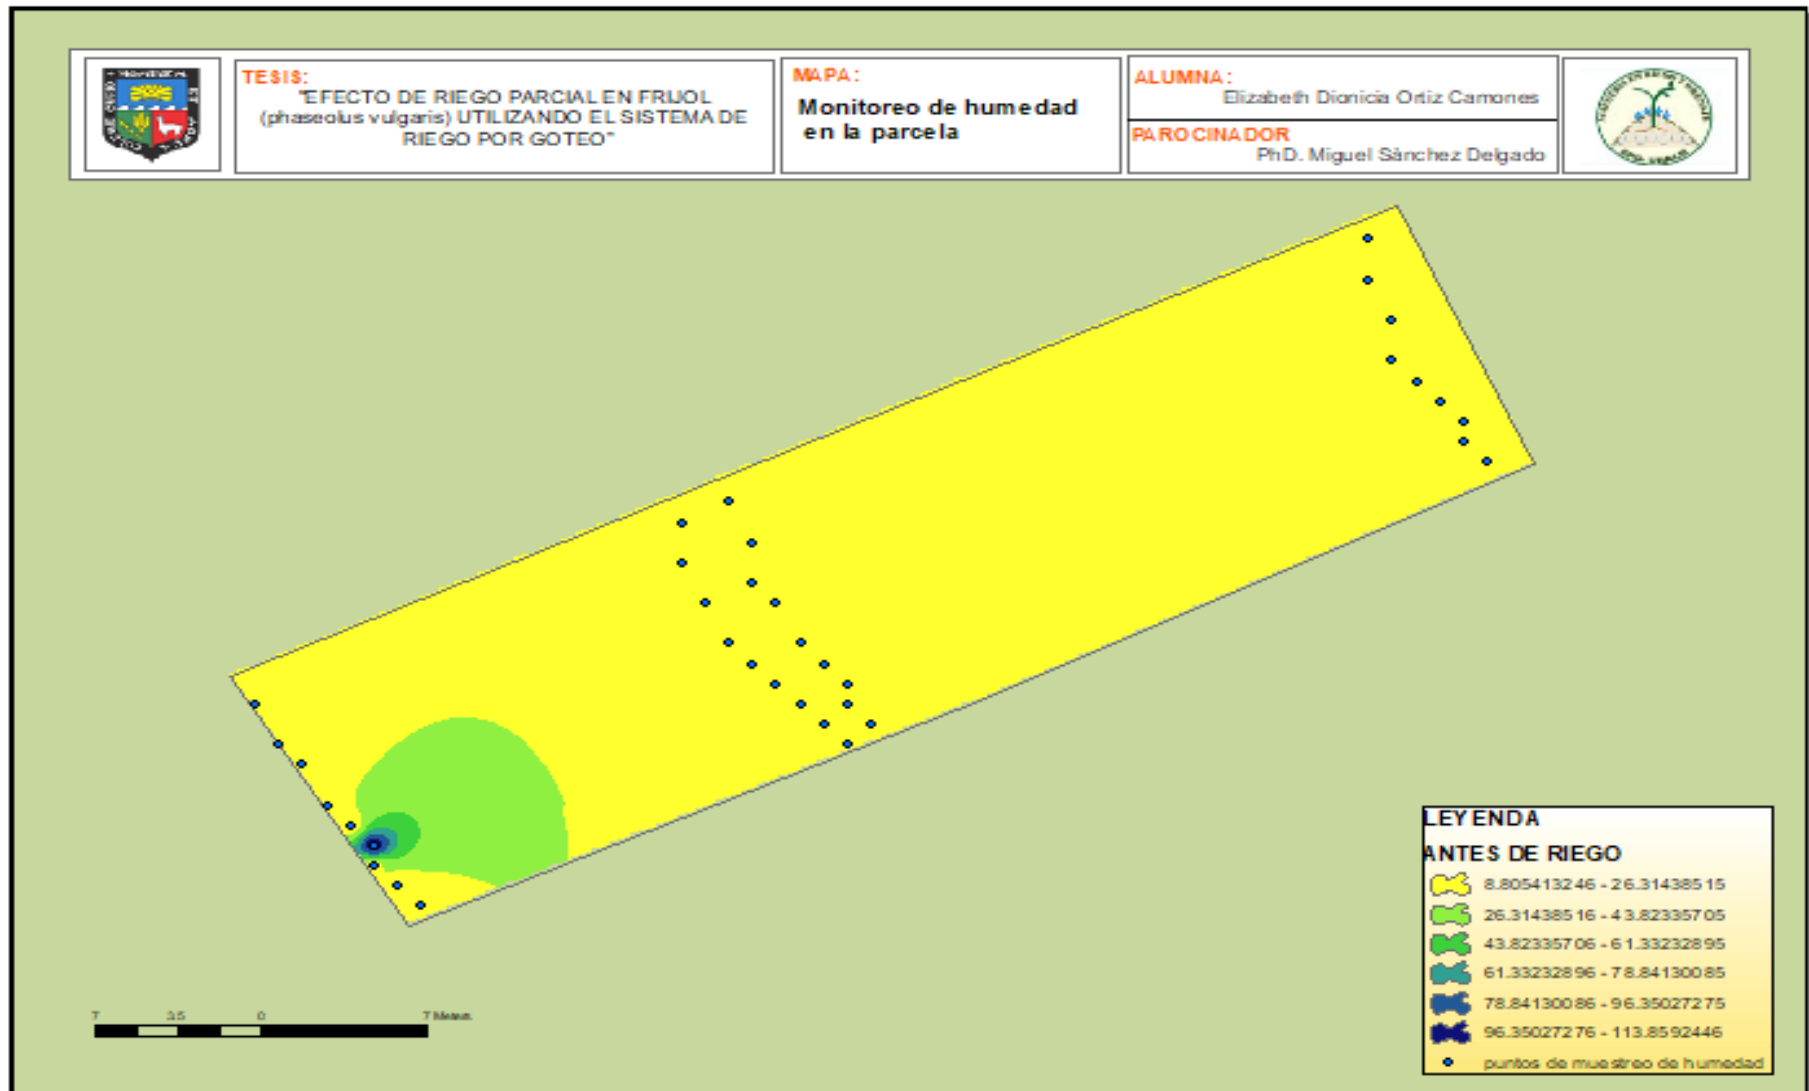 TESIS:
"EFECTO DE RIEGO PARCIAL EN FRIJOL
(phaseolus vulgaris) UTILIZANDO EL SISTEMA DE
RIEGO POR GOTEO"
MAPA:
Monitoreo de humedad
en la parcela
ALUMNA:
Elizabeth Dionicia Ortiz Camones
PAROCINADOR
PhD. Miguel Sànchez Delgado
LEYENDA
ANTES DE RIEGO
8.805413246 - 26.31438515
26.31438516 - 43.82335705
43.82335706 - 61.33232895
61.33232896 - 78.84130085
78.84130086 - 96.35027275
96.35027276 - 113.8592446
puntos de muestreo de humedad
7 3.5 0 7 Meters